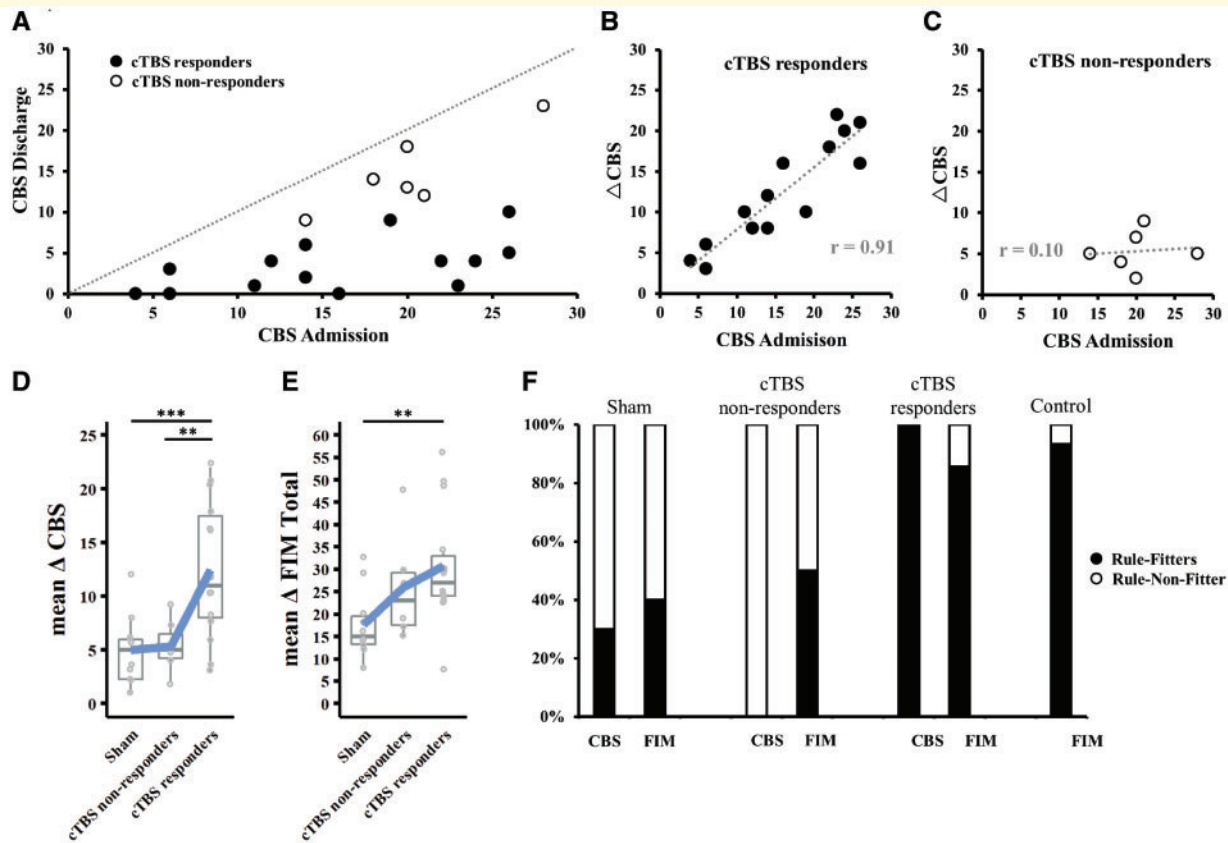 A
CBS Discharge
30
25
20
15
10
5
0
cTBS responders
cTBS non-responders
0 5 10 15 20 25 30
CBS Admission
B
cTBS responders
△CBS
30
25
20
15
10
5
0
r = 0.91
0 5 10 15 20 25 30
CBS Admisison
C
cTBS non-responders
△CBS
30
25
20
15
10
5
0
r = 0.10
0 5 10 15 20 25 30
CBS Admission
D
mean Δ CBS
25
20
15
10
5
0
***
**
Sham
cTBS non-responders
cTBS responders
E
mean Δ FIM Total
60
55
50
45
40
35
30
25
20
15
10
5
0
**
Sham
cTBS non-responders
cTBS responders
F
Sham
cTBS
non-responders
cTBS
responders
Control
100%
80%
60%
40%
20%
0%
CBS FIM CBS FIM CBS FIM FIM
Rule-Fitters
Rule-Non-Fitter